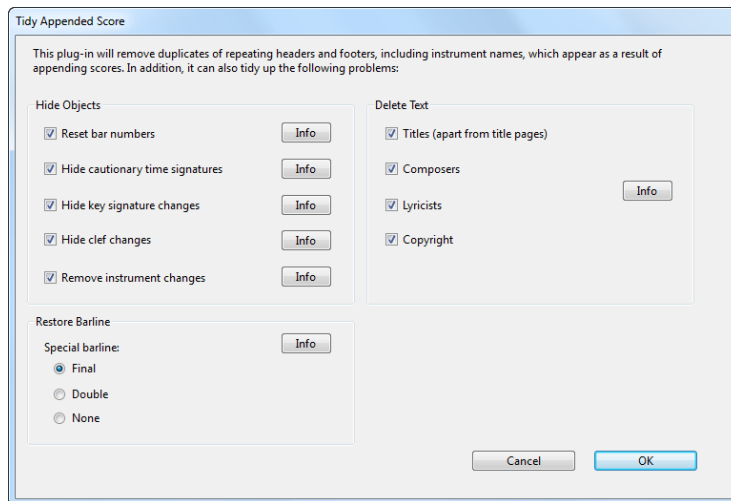 Tidy Appended Score
This plug-in will remove duplicates of repeating headers and footers, including instrument names, which appear as a result of
appending scores. In addition, it can also tidy up the following problems:
Hide Objects
Reset bar numbers
Info
Hide cautionary time signatures
Info
Hide key signature changes
Info
Hide clef changes
Info
Remove instrument changes
Info
Delete Text
Titles (apart from title pages)
Composers
Lyricists
Copyright
Info
Restore Barline
Special barline:
Info
Final
Double
None
Cancel
OK